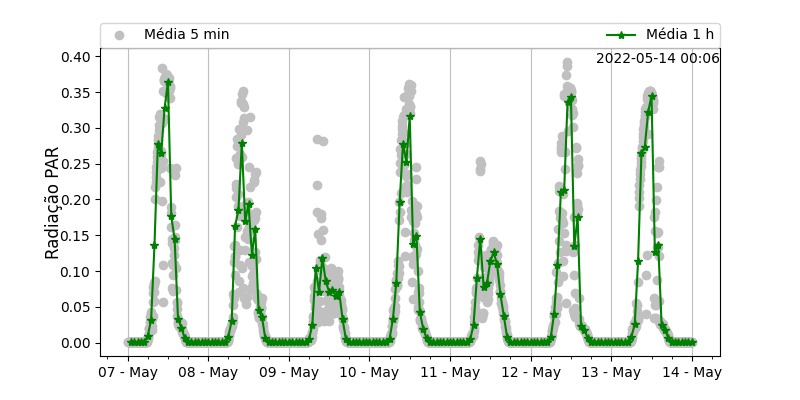 Média 5 min
Média 1 h
2022-05-14 00:06
Radiação PAR
0.40
0.35
0.30
0.25
0.20
0.15
0.10
0.05
0.00
07 - May
08 - May
09 - May
10 - May
11 - May
12 - May
13 - May
14 - May